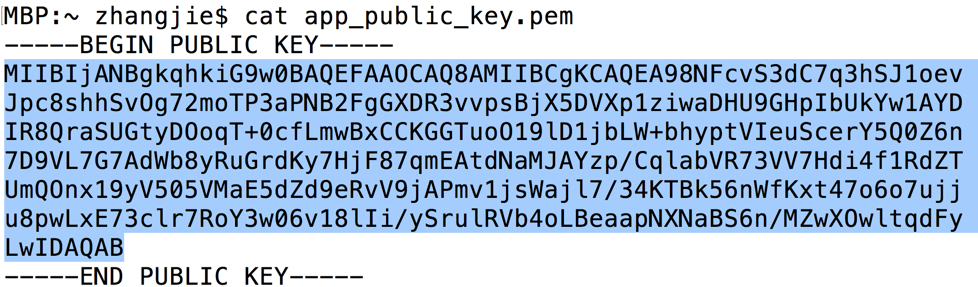 MBP:~ zhangjie$ cat app_public_key.pem
-----BEGIN PUBLIC KEY-----
MIIBIjANBgkqhkiG9w0BAQEFAAOCAQ8AMIIBCgKCAQEA98NFcvS3dC7q3hSJ1oev
Jpc8shhSvOg72moTP3aPNB2FgGXDR3vvpsBjX5DVXp1ziwaDHU9GHpIbUkYw1AYD
IR8QraSUGtyDOoqT+0cfLmwBxCCKGGTuoO19lD1jbLW+bhyptVIeuScerY5Q0Z6n
7D9VL7G7AdWb8yRuGrdKy7HjF87qmEAtdNaMJAYzp/CqlabVR73VV7Hdi4f1RdZT
UmQOnx19yV505VMaE5dZd9eRvV9jAPmv1jsWajl7/34KTBk56nWfKxt47o6o7ujj
u8pwLxE73clr7RoY3w06v18lIi/ySrulRVb4oLBeaapNXNaBS6n/MZwXOwltqdFy
LwIDAQAB
-----END PUBLIC KEY-----